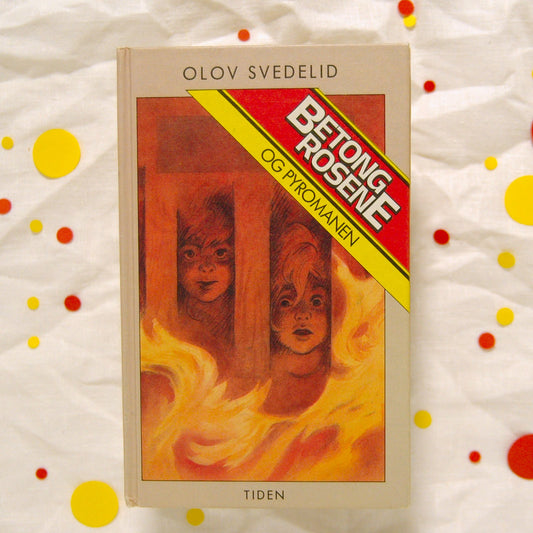 OLOV SVEDELID
BETONG
ROSENE
OG PYROMANEN
TIDEN